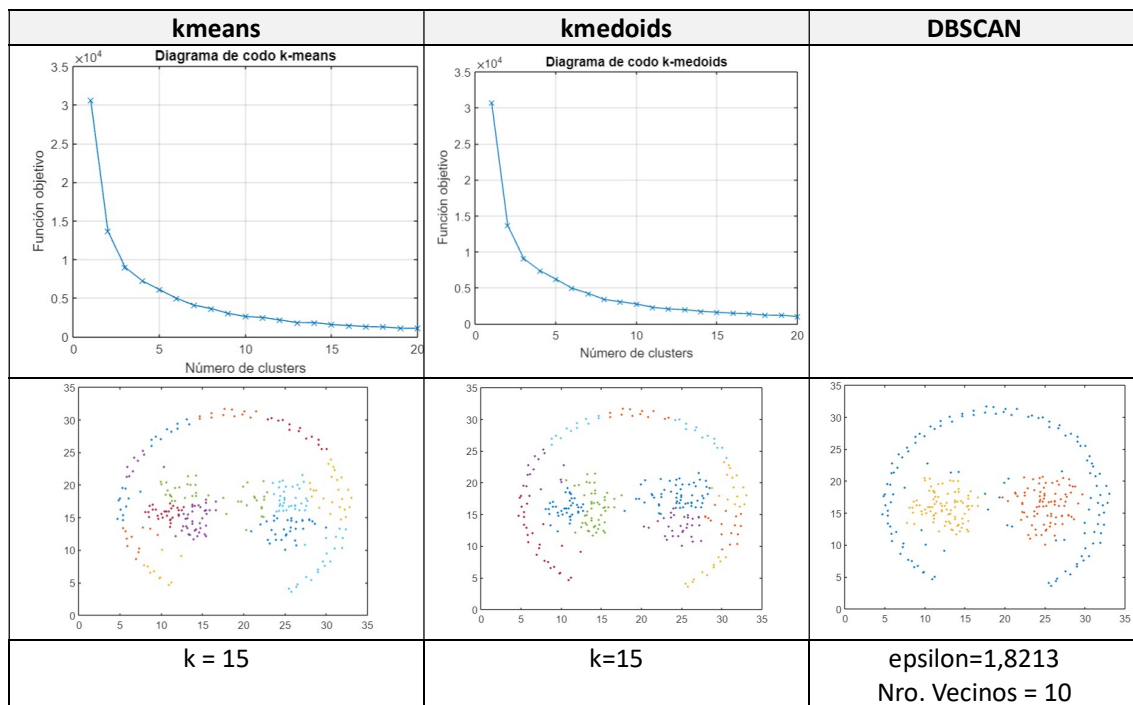 kmeans
kmedoids
DBSCAN
×10⁴
Diagrama de codo k-means
3.5
3
2.5
2
1.5
1
0.5
0
Función objetivo
0 5 10 15 20
Número de clusters
×10⁴
Diagrama de codo k-medoids
3.5
3
2.5
2
1.5
1
0.5
0
Función objetivo
0 5 10 15 20
Número de clusters
35
30
25
20
15
10
5
0
0 5 10 15 20 25 30 35
35
30
25
20
15
10
5
0
0 5 10 15 20 25 30 35
35
30
25
20
15
10
5
0
0 5 10 15 20 25 30 35
k = 15
k=15
epsilon=1,8213
Nro. Vecinos = 10